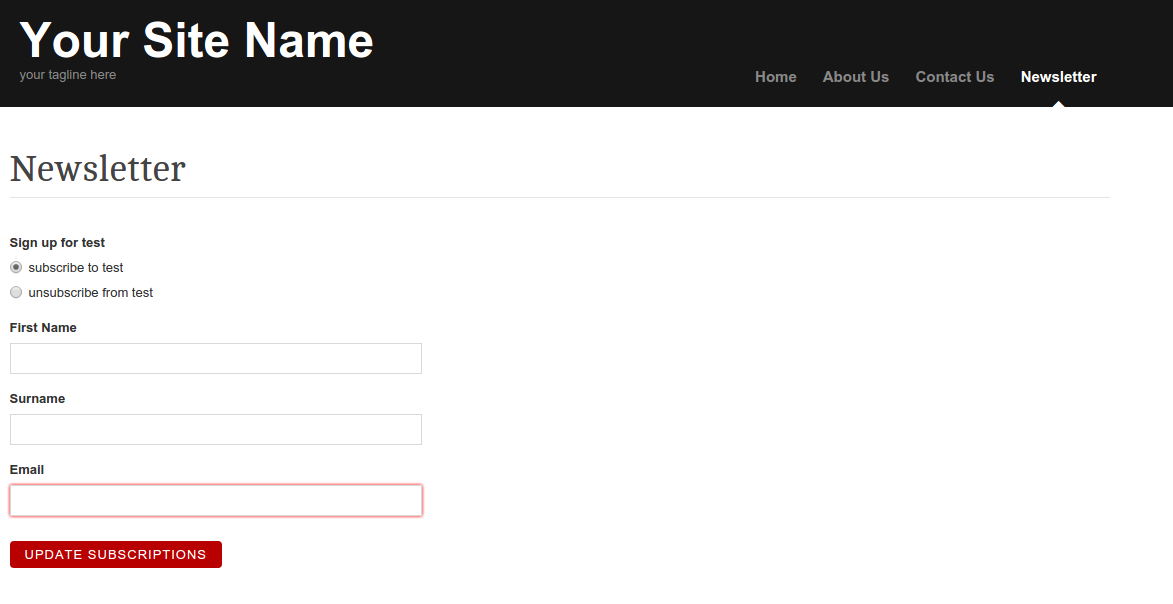 Your Site Name
your tagline here
Home About Us Contact Us Newsletter
Newsletter
Sign up for test
subscribe to test
unsubscribe from test
First Name
Surname
Email
UPDATE SUBSCRIPTIONS